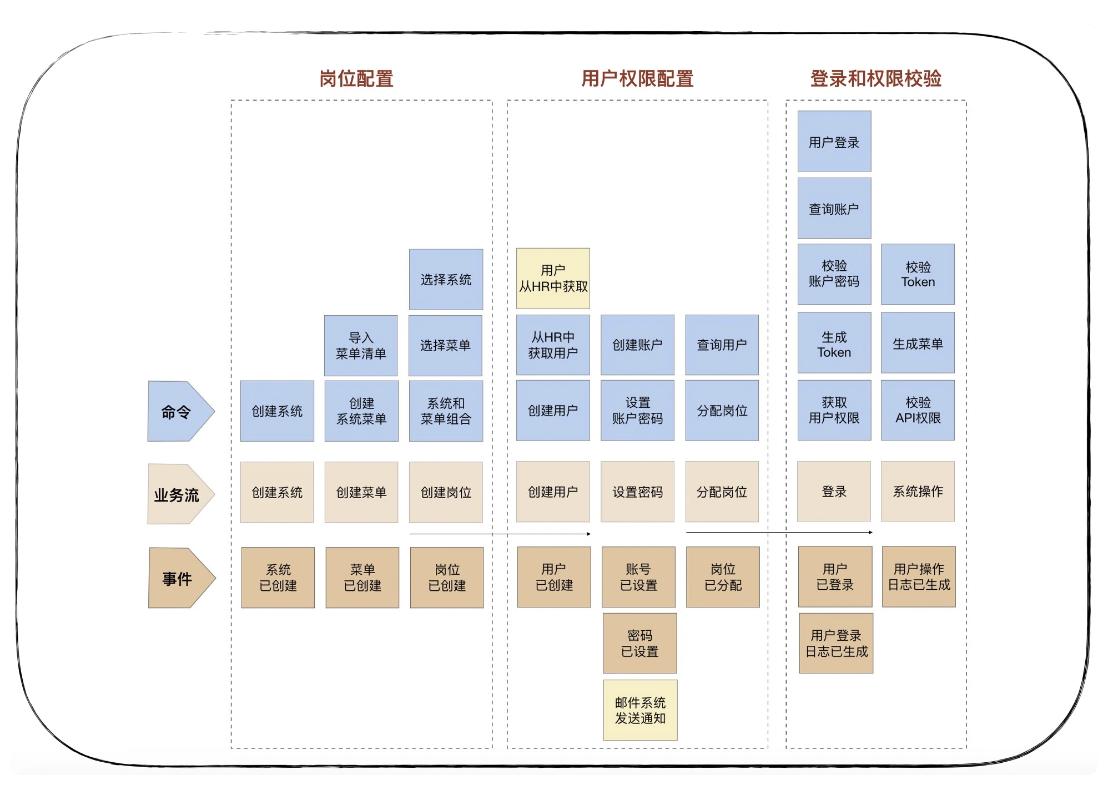 岗位配置
用户权限配置
登录和权限校验
用户登录
查询账户
选择系统
用户
从HR中获取
校验
账户密码
校验
Token
导入
菜单清单
选择菜单
从HR中
获取用户
创建账户
查询用户
生成
Token
生成菜单
命令
创建系统
创建
系统菜单
系统和
菜单组合
创建用户
设置
账户密码
分配岗位
获取
用户权限
校验
API权限
业务流
创建系统
创建菜单
创建岗位
创建用户
设置密码
分配岗位
登录
系统操作
事件
系统
已创建
菜单
已创建
岗位
已创建
用户
已创建
账号
已设置
岗位
已分配
用户
已登录
用户操作
日志已生成
密码
已设置
用户登录
日志已生成
邮件系统
发送通知